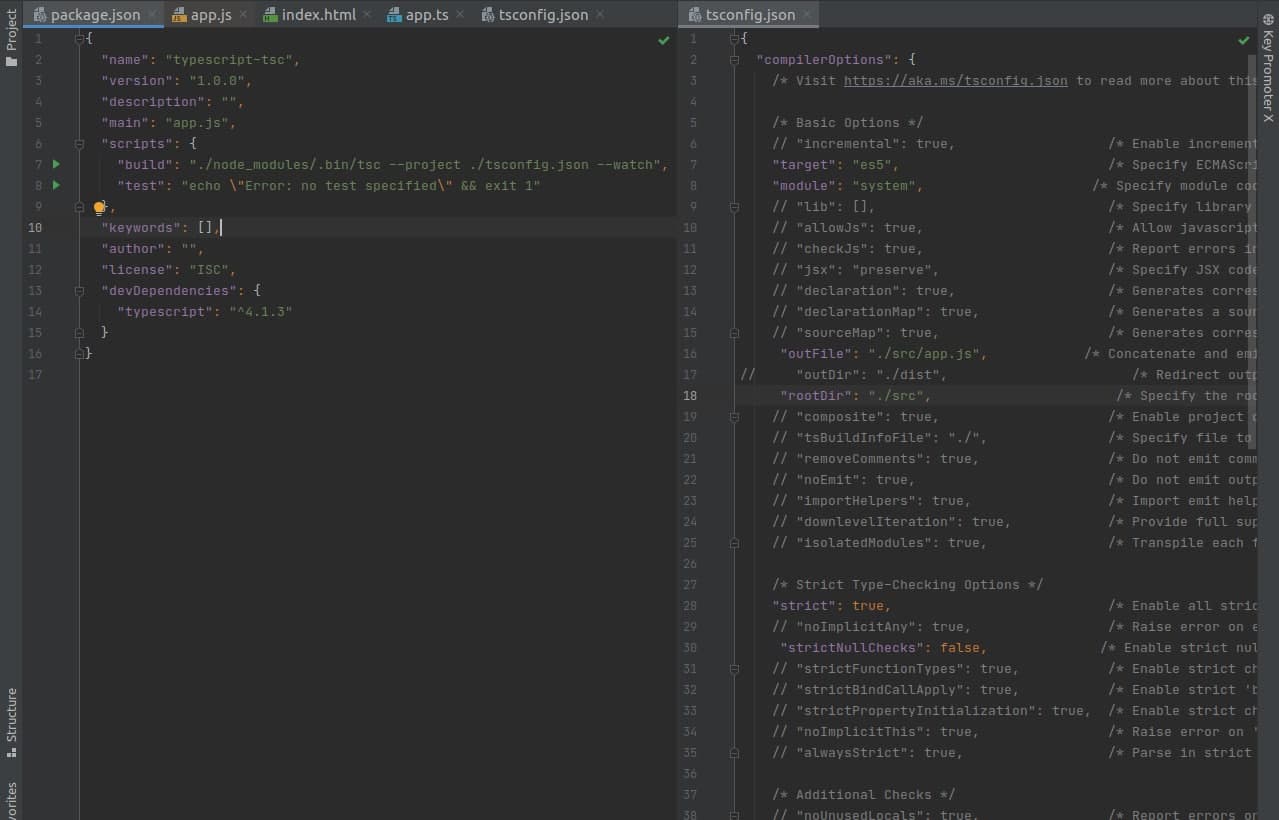 Project
package.json
app.js
index.html
app.ts
tsconfig.json
tsconfig.json
Key Promoter X
1 {
2 "name": "typescript-tsc",
3 "version": "1.0.0",
4 "description": "",
5 "main": "app.js",
6 "scripts": {
7 "build": "./node_modules/.bin/tsc --project ./tsconfig.json --watch",
8 "test": "echo \"Error: no test specified\" && exit 1"
9 },
10 "keywords": [],
11 "author": "",
12 "license": "ISC",
13 "devDependencies": {
14 "typescript": "^4.1.3"
15 }
16 }
17
1 {
2 "compilerOptions": {
3 /* Visit https://aka.ms/tsconfig.json to read more about this
4
5 /* Basic Options */
6 // "incremental": true, /* Enable increment
7 "target": "es5", /* Specify ECMAScri
8 "module": "system", /* Specify module cod
9 // "lib": [], /* Specify library
10 // "allowJs": true, /* Allow javascript
11 // "checkJs": true, /* Report errors in
12 // "jsx": "preserve", /* Specify JSX code
13 // "declaration": true, /* Generates corres
14 // "declarationMap": true, /* Generates a sour
15 // "sourceMap": true, /* Generates corres
16 "outFile": "./src/app.js", /* Concatenate and emi
17 // "outDir": "./dist", /* Redirect outp
18 "rootDir": "./src", /* Specify the roo
19 // "composite": true, /* Enable project c
20 // "tsBuildInfoFile": "./", /* Specify file to
21 // "removeComments": true, /* Do not emit comm
22 // "noEmit": true, /* Do not emit outp
23 // "importHelpers": true, /* Import emit help
24 // "downlevelIteration": true, /* Provide full sup
25 // "isolatedModules": true, /* Transpile each f
26
27 /* Strict Type-Checking Options */
28 "strict": true, /* Enable all stric
29 // "noImplicitAny": true, /* Raise error on e
30 "strictNullChecks": false, /* Enable strict nul
31 // "strictFunctionTypes": true, /* Enable strict ch
32 // "strictBindCallApply": true, /* Enable strict 'b
33 // "strictPropertyInitialization": true, /* Enable strict ch
34 // "noImplicitThis": true, /* Raise error on '
35 // "alwaysStrict": true, /* Parse in strict
36
37 /* Additional Checks */
38 // "noUnusedLocals": true, /* Report errors on
Structure
vorites